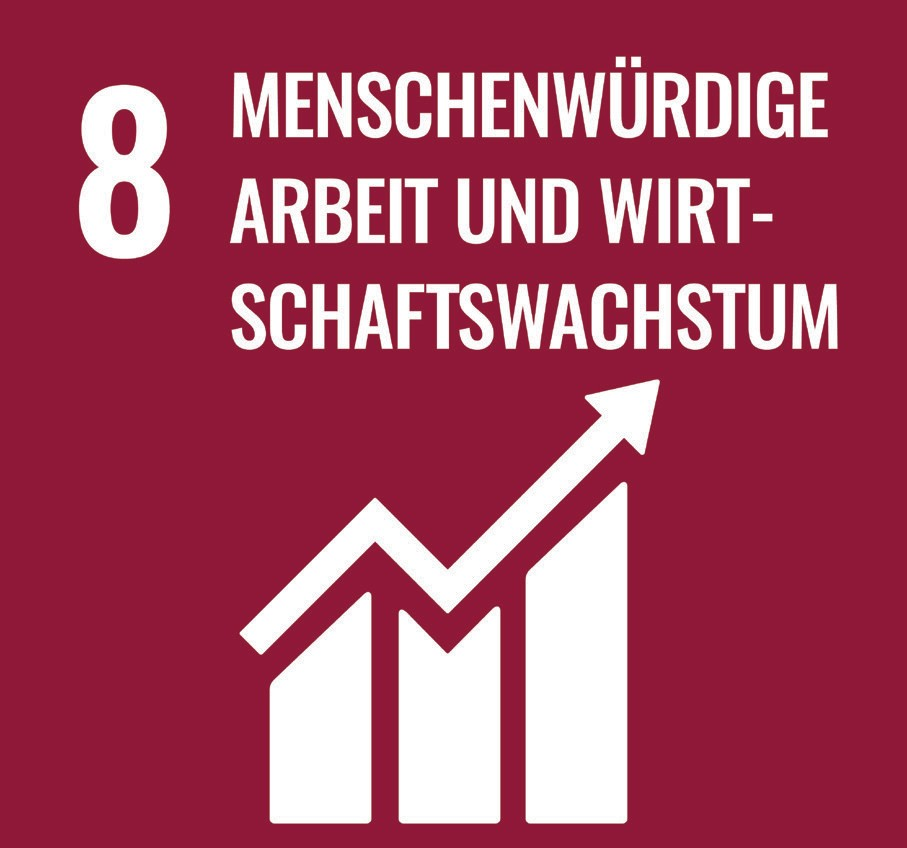 8
MENSCHENWÜRDIGE
ARBEIT UND WIRT-
SCHAFTSWACHSTUM